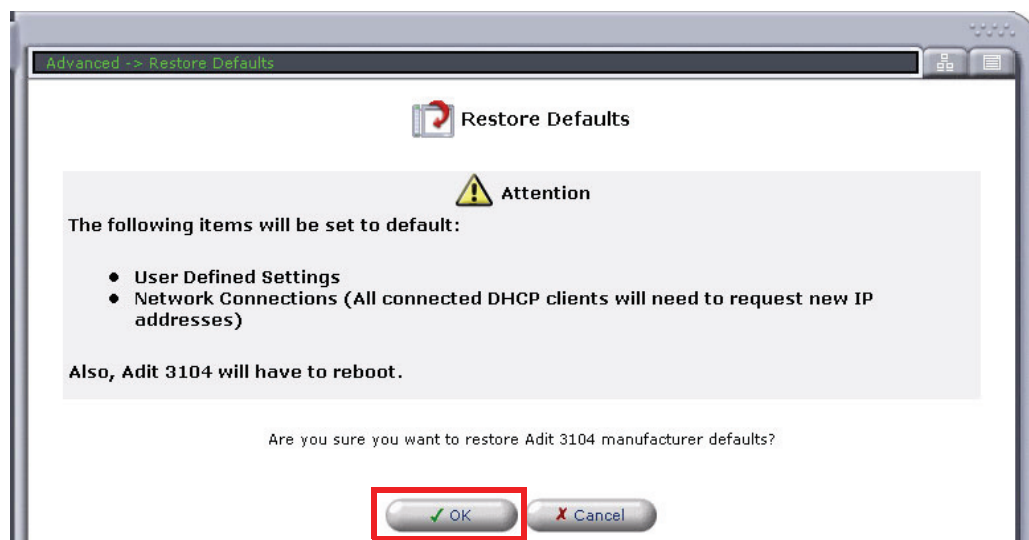 Advanced -> Restore Defaults
Restore Defaults
Attention
The following items will be set to default:
● User Defined Settings
● Network Connections (All connected DHCP clients will need to request new IP
addresses)
Also, Adit 3104 will have to reboot.
Are you sure you want to restore Adit 3104 manufacturer defaults?
✓ OK ✗ Cancel